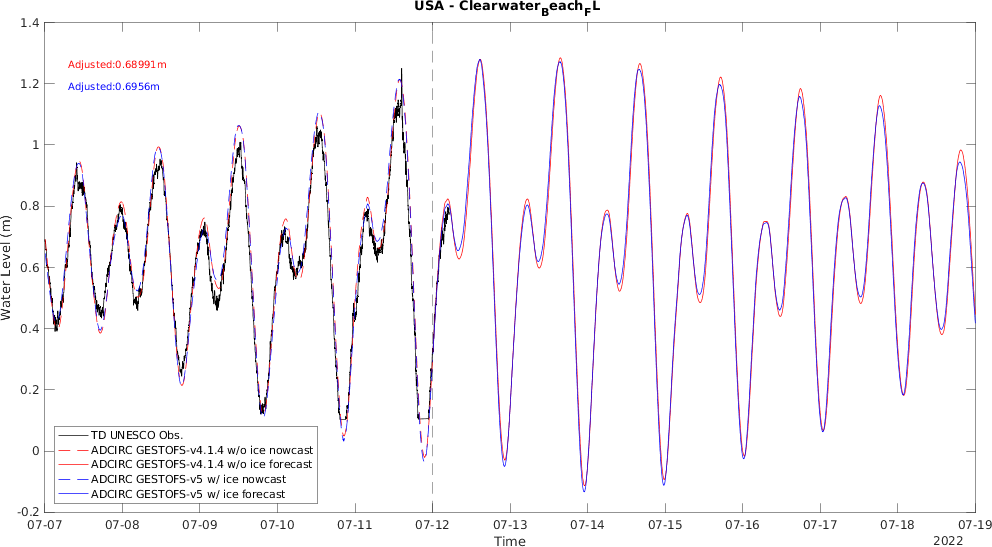 USA - Clearwater_Beach_FL
Adjusted:0.68991m
Adjusted:0.6956m
Water Level (m)
1.4
1.2
1
0.8
0.6
0.4
0.2
0
-0.2
TD UNESCO Obs.
ADCIRC GESTOFS-v4.1.4 w/o ice nowcast
ADCIRC GESTOFS-v4.1.4 w/o ice forecast
ADCIRC GESTOFS-v5 w/ ice nowcast
ADCIRC GESTOFS-v5 w/ ice forecast
07-07 07-08 07-09 07-10 07-11 07-12 07-13 07-14 07-15 07-16 07-17 07-18 07-19
Time
2022